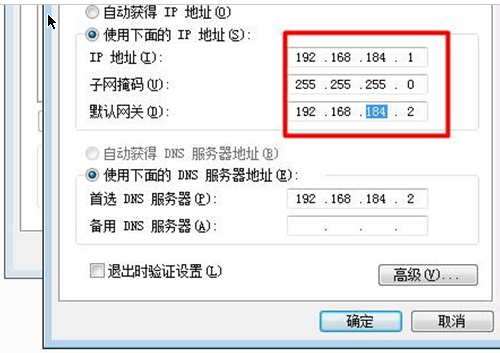 自动获得 IP 地址(O)
使用下面的 IP 地址(S):
IP 地址(I): 192 . 168 . 184 . 1
子网掩码(U): 255 . 255 . 255 . 0
默认网关(D): 192 . 168 . 184 . 2
自动获得 DNS 服务器地址(B)
使用下面的 DNS 服务器地址(E):
首选 DNS 服务器(P): 192 . 168 . 184 . 2
备用 DNS 服务器(A): . . .
退出时验证设置(L)
高级(V)...
确定 取消